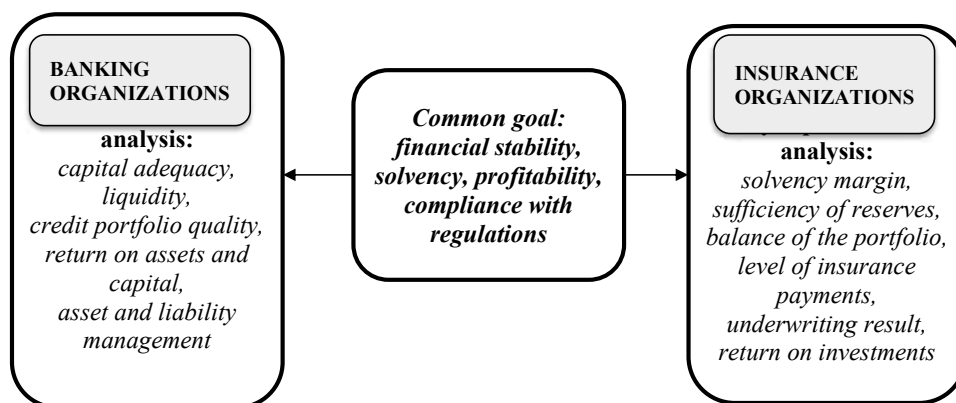 BANKING
ORGANIZATIONS
analysis:
capital adequacy,
liquidity,
credit portfolio quality,
return on assets and
capital,
asset and liability
management
Common goal:
financial stability,
solvency, profitability,
compliance with
regulations
INSURANCE
ORGANIZATIONS
analysis:
solvency margin,
sufficiency of reserves,
balance of the portfolio,
level of insurance
payments,
underwriting result,
return on investments